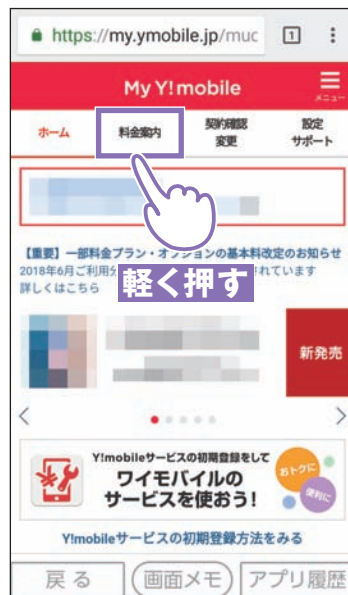 https://my.ymobile.jp/muc
1
My Y!mobile
メニュー
ホーム
料金案内
契約確認
変更
設定
サポート
【重要】一部料金プラン・オプションの基本料改定のお知らせ
2018年6月ご利用分
れています
詳しくはこちら
軽く押す
新発売
Y!mobileサービスの初期登録をして
ワイモバイルの
サービスを使おう!
おトクに
便利に
Y!mobileサービスの初期登録方法をみる
戻る
画面メモ
アプリ履歴